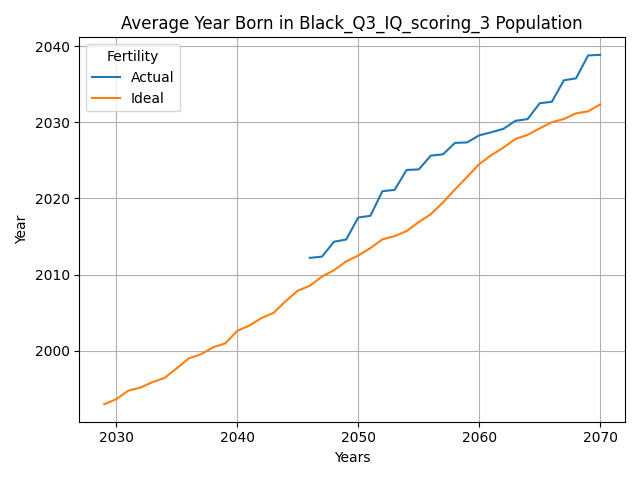 Average Year Born in Black_Q3_IQ_scoring_3 Population
Fertility
Actual
Ideal
2040
2030
2020
2010
2000
Year
2030 2040 2050 2060 2070
Years